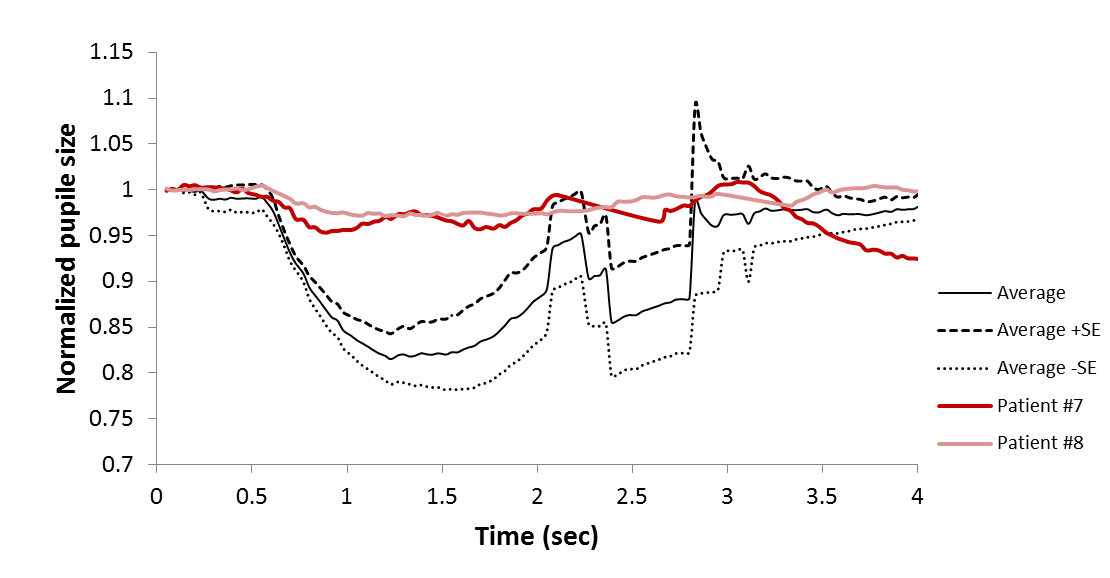 Normalized pupile size
1.15
1.1
1.05
1
0.95
0.9
0.85
0.8
0.75
0.7
0 0.5 1 1.5 2 2.5 3 3.5 4
Time (sec)
Average
Average +SE
Average -SE
Patient #7
Patient #8